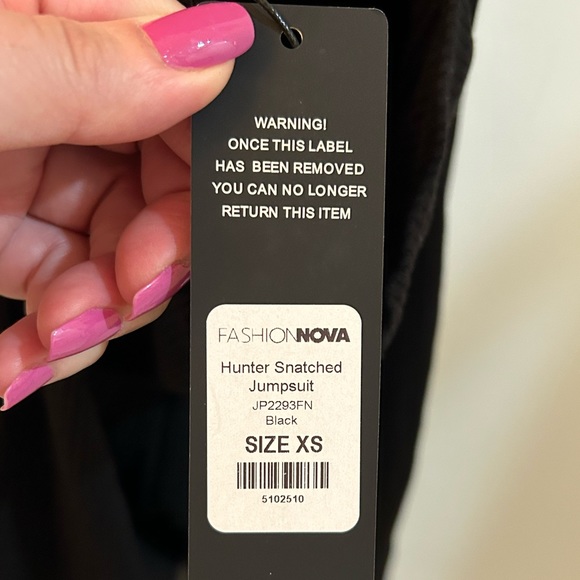 WARNING!
ONCE THIS LABEL
HAS BEEN REMOVED
YOU CAN NO LONGER
RETURN THIS ITEM
FASHIONNOVA
Hunter Snatched
Jumpsuit
JP2293FN
Black
SIZE XS
5102510